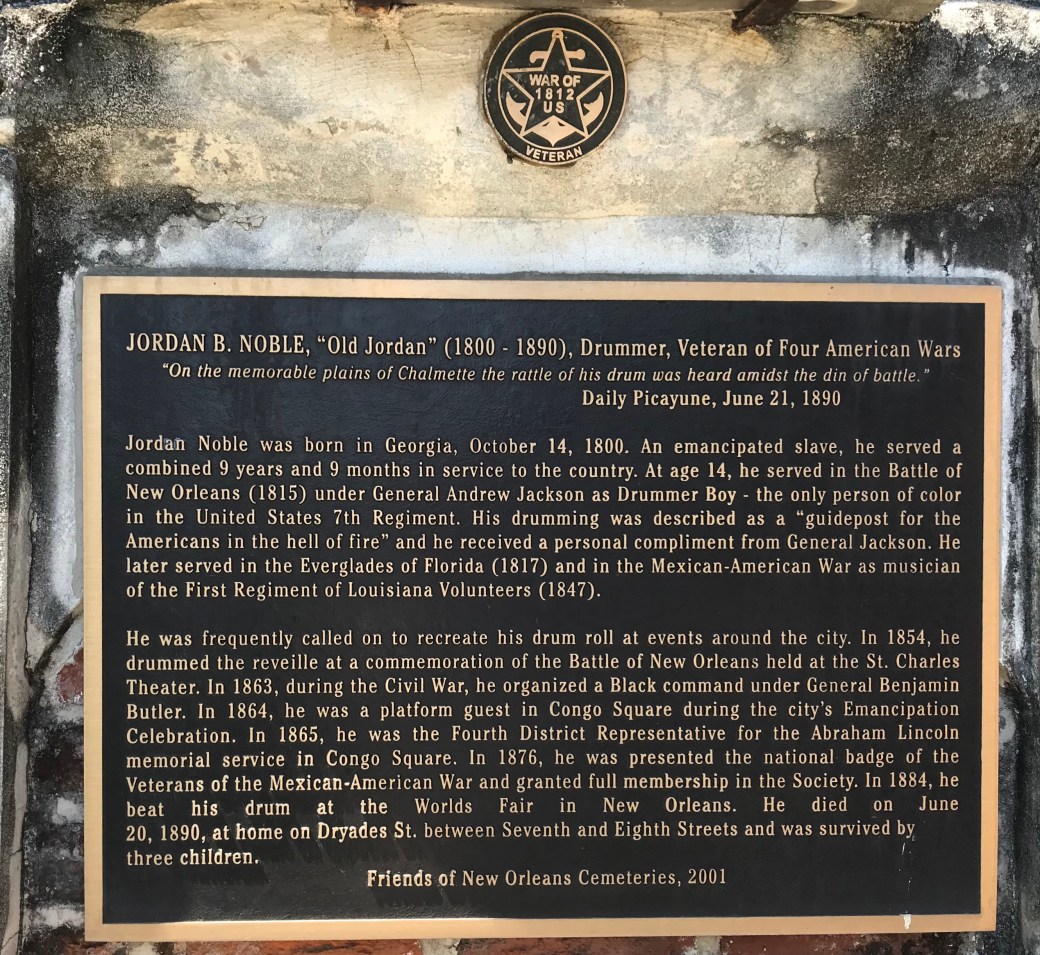 WAR OF
1812
US
VETERAN
JORDAN B. NOBLE, “Old Jordan” (1800 - 1890), Drummer, Veteran of Four American Wars
“On the memorable plains of Chalmette the rattle of his drum was heard amidst the din of battle.”
Daily Picayune, June 21, 1890
Jordan Noble was born in Georgia, October 14, 1800. An emancipated slave, he served a
combined 9 years and 9 months in service to the country. At age 14, he served in the Battle of
New Orleans (1815) under General Andrew Jackson as Drummer Boy - the only person of color
in the United States 7th Regiment. His drumming was described as a “guidepost for the
Americans in the hell of fire” and he received a personal compliment from General Jackson. He
later served in the Everglades of Florida (1817) and in the Mexican-American War as musician
of the First Regiment of Louisiana Volunteers (1847).
He was frequently called on to recreate his drum roll at events around the city. In 1854, he
drummed the reveille at a commemoration of the Battle of New Orleans held at the St. Charles
Theater. In 1863, during the Civil War, he organized a Black command under General Benjamin
Butler. In 1864, he was a platform guest in Congo Square during the city’s Emancipation
Celebration. In 1865, he was the Fourth District Representative for the Abraham Lincoln
memorial service in Congo Square. In 1876, he was presented the national badge of the
Veterans of the Mexican-American War and granted full membership in the Society. In 1884, he
beat his drum at the Worlds Fair in New Orleans. He died on June
20, 1890, at home on Dryades St. between Seventh and Eighth Streets and was survived by
three children.
Friends of New Orleans Cemeteries, 2001